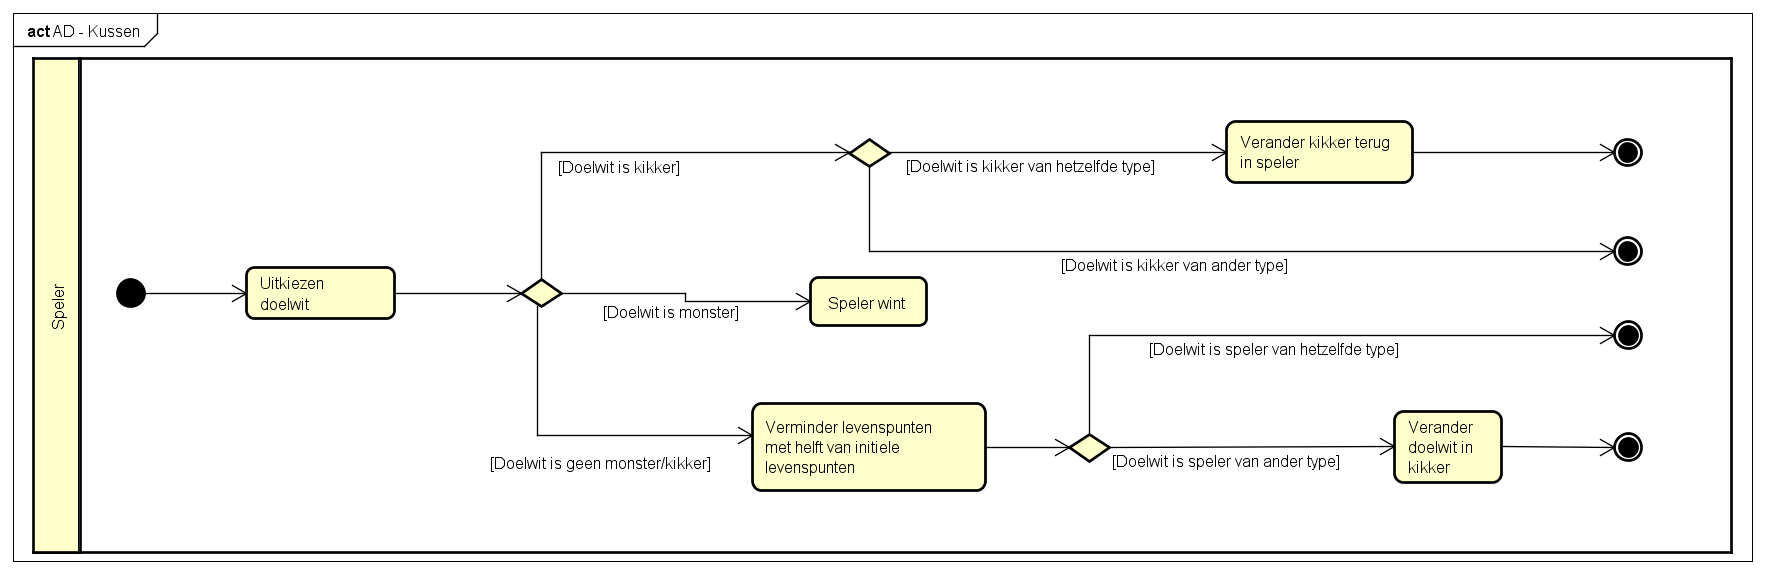 act AD - Kussen
Speler
Uitkiezen
doelwit
[Doelwit is kikker]
[Doelwit is kikker van hetzelfde type]
Verander kikker terug
in speler
[Doelwit is kikker van ander type]
[Doelwit is monster]
Speler wint
[Doelwit is geen monster/kikker]
Verminder levenspunten
met helft van initiele
levenspunten
[Doelwit is speler van hetzelfde type]
[Doelwit is speler van ander type]
Verander
doelwit in
kikker